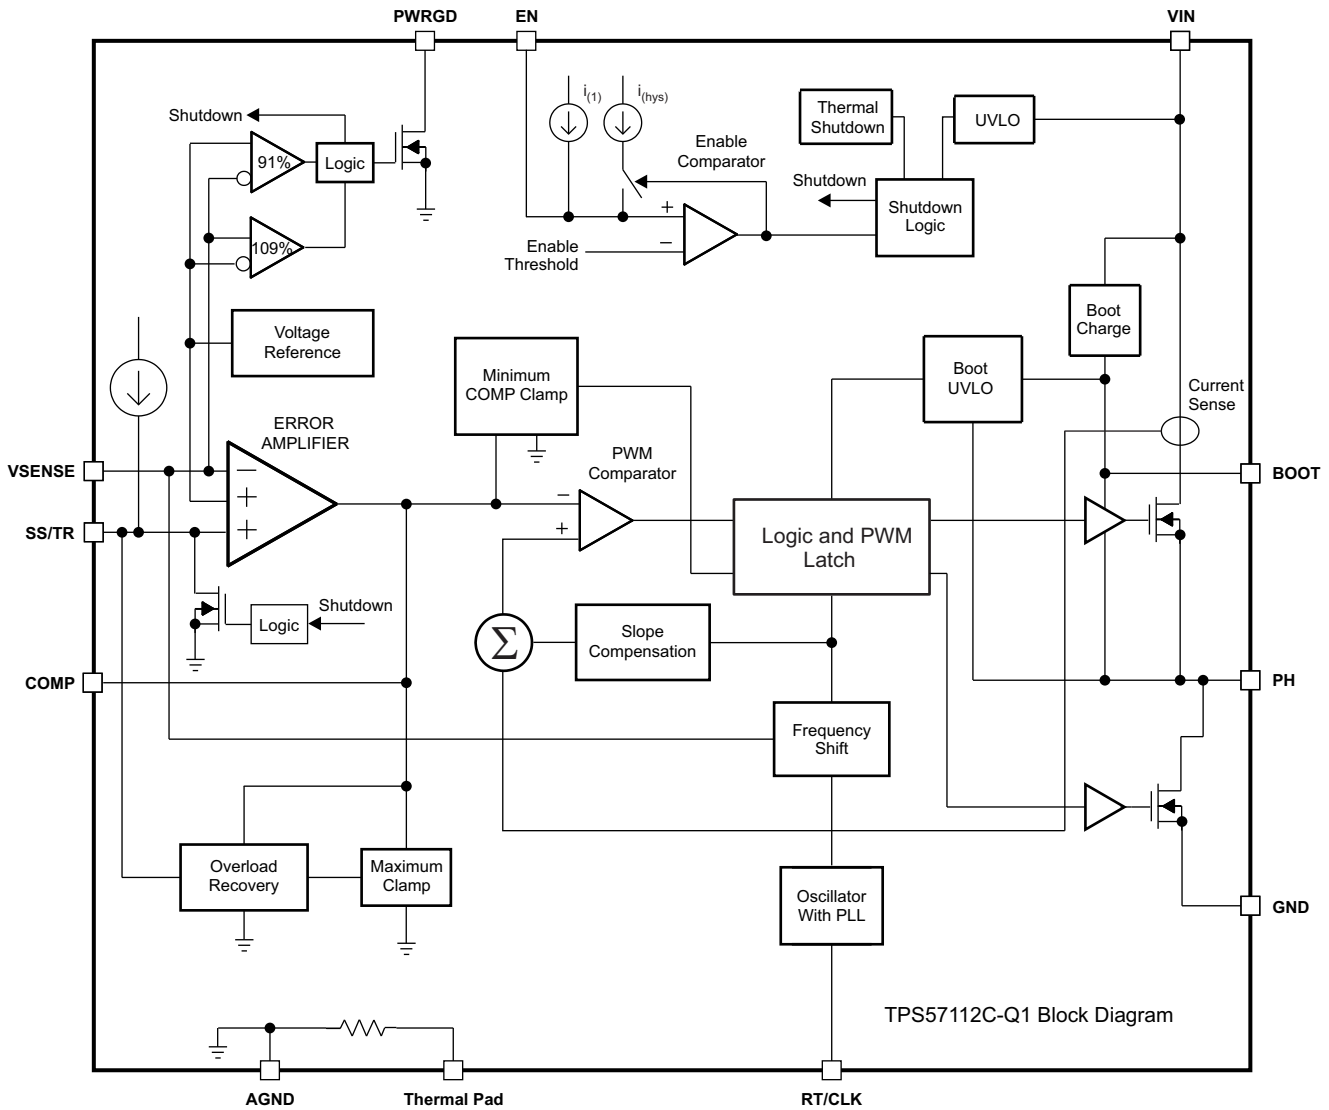 PWRGD
EN
VIN
i(1)
i(hys)
Thermal
Shutdown
UVLO
Shutdown
91%
Logic
Enable
Comparator
Shutdown
Shutdown
Logic
+
−
109%
Enable
Threshold
Voltage
Reference
Boot
Charge
Minimum
COMP Clamp
Boot
UVLO
Current
Sense
ERROR
AMPLIFIER
PWM
Comparator
VSENSE
−
+
+
−
+
BOOT
SS/TR
Logic and PWM
Latch
Logic
Shutdown
Σ
Slope
Compensation
COMP
PH
Frequency
Shift
Overload
Recovery
Maximum
Clamp
Oscillator
With PLL
GND
TPS57112C-Q1 Block Diagram
AGND
Thermal Pad
RT/CLK